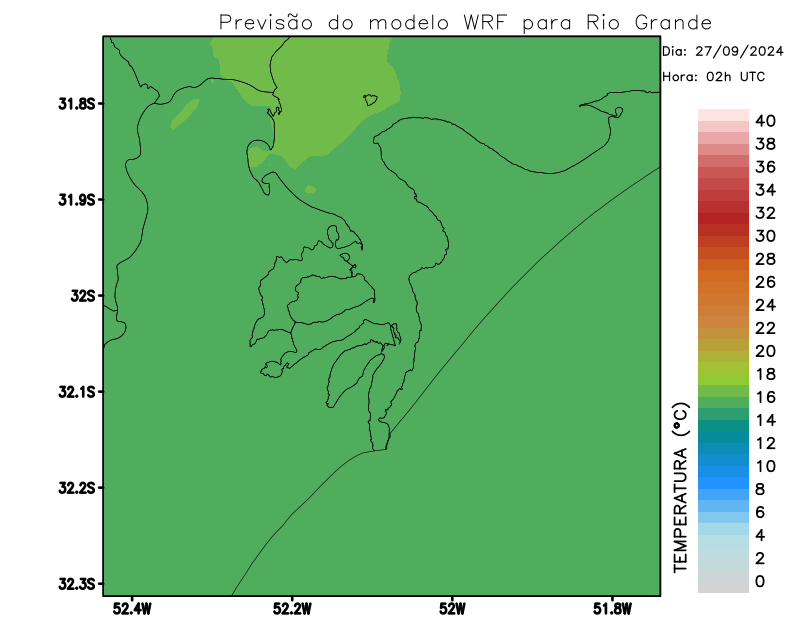 Previsão do modelo WRF para Rio Grande
Dia: 27/09/2024
Hora: 02h UTC
31.8S
31.9S
32S
32.1S
32.2S
32.3S
52.4W
52.2W
52W
51.8W
TEMPERATURA (°C)
40
38
36
34
32
30
28
26
24
22
20
18
16
14
12
10
8
6
4
2
0